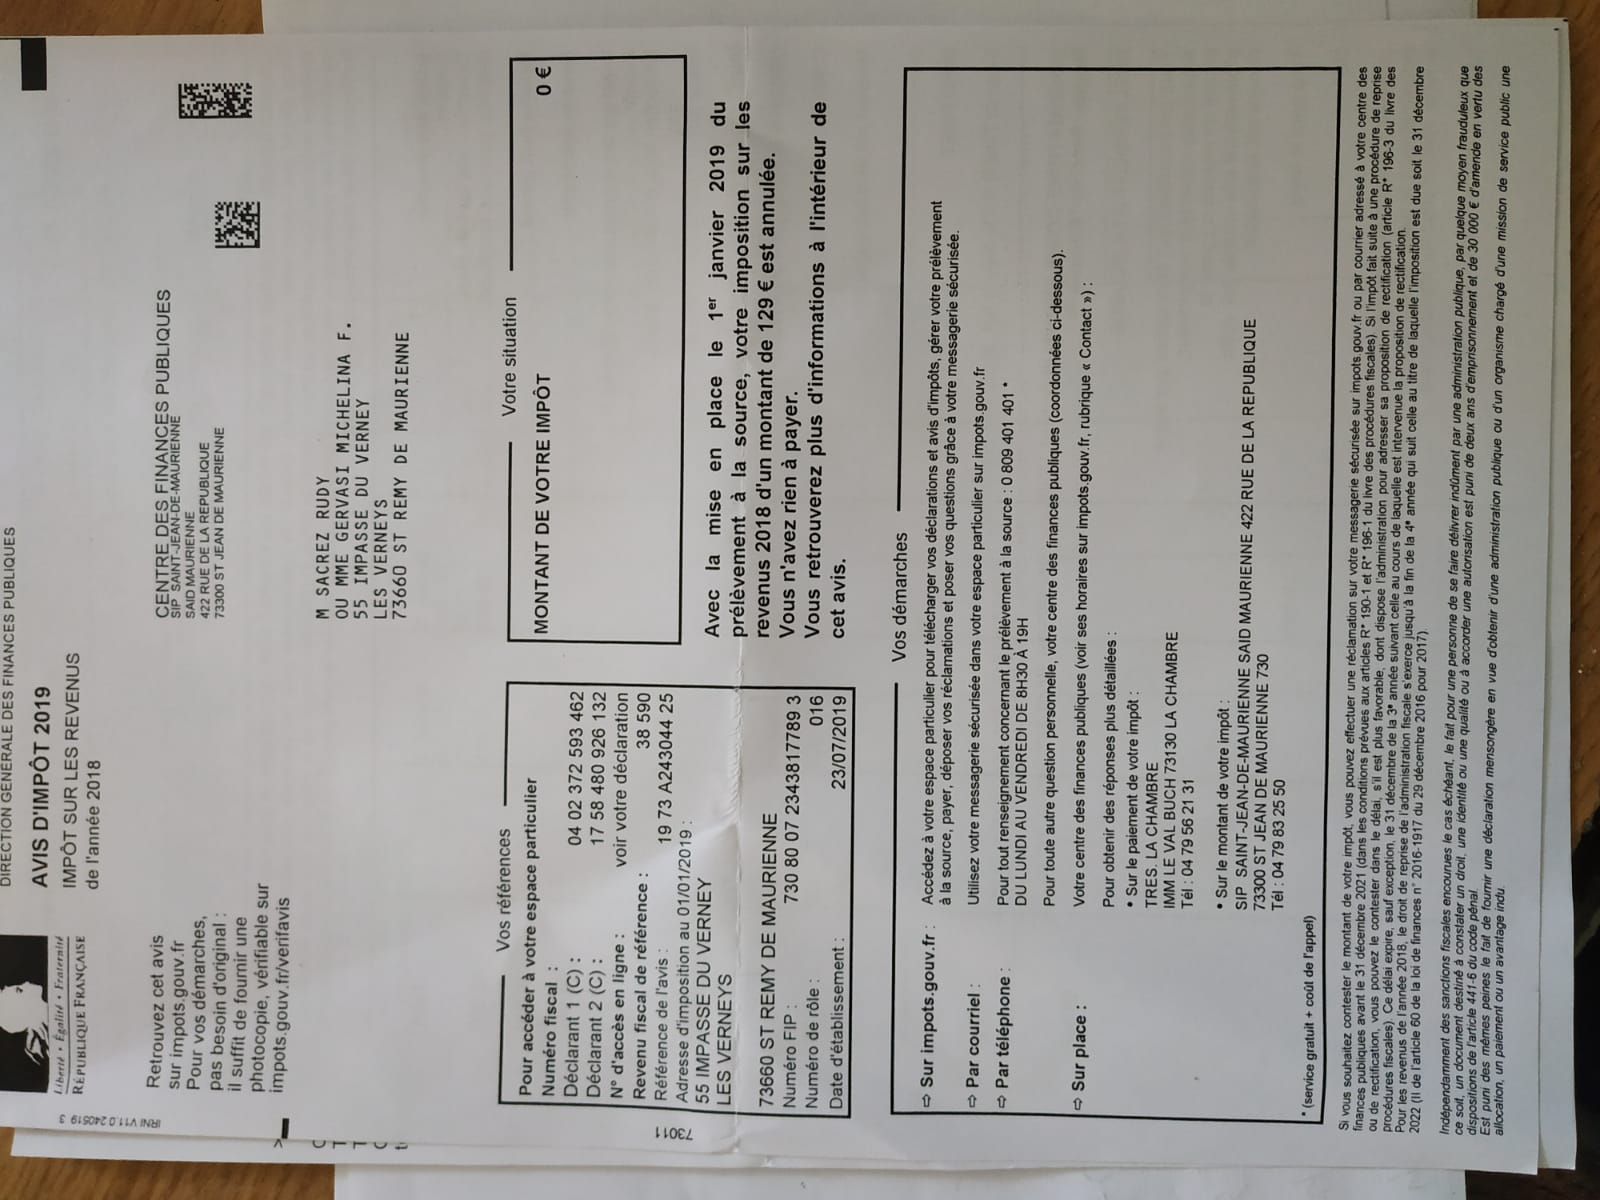 Liberté • Égalité • Fraternité
RÉPUBLIQUE FRANÇAISE
DIRECTION GÉNÉRALE DES FINANCES PUBLIQUES
AVIS D'IMPÔT 2019
IMPÔT SUR LES REVENUS
de l'année 2018
IRNI V11.0 240519 3
Retrouvez cet avis
sur impots.gouv.fr
Pour vos démarches,
pas besoin d'original :
il suffit de fournir une
photocopie, vérifiable sur
impots.gouv.fr/verifavis
CENTRE DES FINANCES PUBLIQUES
SIP SAINT-JEAN-DE-MAURIENNE
SAID MAURIENNE
422 RUE DE LA REPUBLIQUE
73300 ST JEAN DE MAURIENNE
M SACREZ RUDY
OU MME GERVASI MICHELINA F.
55 IMPASSE DU VERNEY
LES VERNEYS
73660 ST REMY DE MAURIENNE
Vos références
Pour accéder à votre espace particulier
Numéro fiscal :
Déclarant 1 (C) : 04 02 372 593 462
Déclarant 2 (C) : 17 58 480 926 132
N° d'accès en ligne : voir votre déclaration
Revenu fiscal de référence : 38 590
Référence de l'avis : 19 73 A243044 25
Adresse d'imposition au 01/01/2019 :
55 IMPASSE DU VERNEY
LES VERNEYS
73660 ST REMY DE MAURIENNE
Numéro FIP : 730 80 07 2343817789 3
Numéro de rôle : 016
Date d'établissement : 23/07/2019
73011
Votre situation
MONTANT DE VOTRE IMPÔT 0 €
Avec la mise en place le 1er janvier 2019 du
prélèvement à la source, votre imposition sur les
revenus 2018 d'un montant de 129 € est annulée.
Vous n'avez rien à payer.
Vous retrouverez plus d'informations à l'intérieur de
cet avis.
Vos démarches
⇨ Sur impots.gouv.fr : Accédez à votre espace particulier pour télécharger vos déclarations et avis d'impôts, gérer votre prélèvement
à la source, payer, déposer vos réclamations et poser vos questions grâce à votre messagerie sécurisée.
⇨ Par courriel : Utilisez votre messagerie sécurisée dans votre espace particulier sur impots.gouv.fr
⇨ Par téléphone : Pour tout renseignement concernant le prélèvement à la source : 0 809 401 401 *
DU LUNDI AU VENDREDI DE 8H30 À 19H
Pour toute autre question personnelle, votre centre des finances publiques (coordonnées ci-dessous).
⇨ Sur place : Votre centre des finances publiques (voir ses horaires sur impots.gouv.fr, rubrique « Contact ») :
Pour obtenir des réponses plus détaillées :
• Sur le paiement de votre impôt :
TRES. LA CHAMBRE
IMM LE VAL BUCH 73130 LA CHAMBRE
Tél : 04 79 56 21 31
• Sur le montant de votre impôt :
SIP SAINT-JEAN-DE-MAURIENNE SAID MAURIENNE 422 RUE DE LA REPUBLIQUE
73300 ST JEAN DE MAURIENNE 730
Tél : 04 79 83 25 50
* (service gratuit + coût de l'appel)
Si vous souhaitez contester le montant de votre impôt, vous pouvez effectuer une réclamation sur votre messagerie sécurisée sur impots.gouv.fr ou par courrier adressé à votre centre des
finances publiques avant le 31 décembre 2021 (dans les conditions prévues aux articles R* 190-1 et R* 196-1 du livre des procédures fiscales). Si l'impôt fait suite à une procédure de reprise
ou de rectification, vous pouvez le contester dans le délai, s'il est plus favorable, dont dispose l'administration pour adresser sa proposition de rectification (article R* 196-3 du livre des
procédures fiscales). Ce délai expire, sauf exception, le 31 décembre de la 3e année suivant celle au cours de laquelle est intervenue la proposition de rectification.
Pour les revenus de l'année 2018, le droit de reprise de l'administration fiscale s'exerce jusqu'à la fin de la 4e année qui suit celle au titre de laquelle l'imposition est due soit le 31 décembre
2022 (II de l'article 60 de la loi de finances n° 2016-1917 du 29 décembre 2016 pour 2017).
Indépendamment des sanctions fiscales encourues le cas échéant, le fait pour une personne de se faire délivrer indûment par une administration publique, par quelque moyen frauduleux que
ce soit, un document destiné à constater un droit, une identité ou une qualité ou à accorder une autorisation est puni de deux ans d'emprisonnement et de 30 000 € d'amende en vertu des
dispositions de l'article 441-6 du code pénal.
Est puni des mêmes peines le fait de fournir une déclaration mensongère en vue d'obtenir d'une administration publique ou d'un organisme chargé d'une mission de service public une
allocation, un paiement ou un avantage indu.